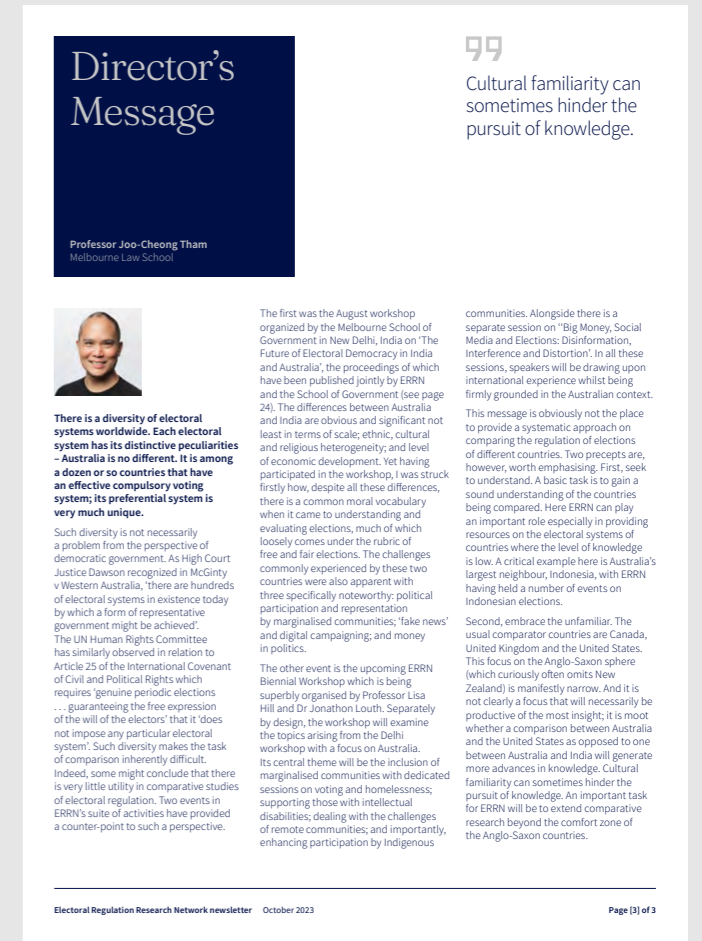 Director's
Message
Professor Joo-Cheong Tham
Melbourne Law School
Cultural familiarity can
sometimes hinder the
pursuit of knowledge.
There is a diversity of electoral
systems worldwide. Each electoral
system has its distinctive peculiarities
– Australia is no different. It is among
a dozen or so countries that have
an effective compulsory voting
system; its preferential system is
very much unique.
Such diversity is not necessarily
a problem from the perspective of
democratic government. As High Court
Justice Dawson recognized in McGinty
v Western Australia, 'there are hundreds
of electoral systems in existence today
by which a form of representative
government might be achieved'.
The UN Human Rights Committee
has similarly observed in relation to
Article 25 of the International Covenant
of Civil and Political Rights which
requires 'genuine periodic elections
. . . guaranteeing the free expression
of the will of the electors' that it 'does
not impose any particular electoral
system'. Such diversity makes the task
of comparison inherently difficult.
Indeed, some might conclude that there
is very little utility in comparative studies
of electoral regulation. Two events in
ERRN's suite of activities have provided
a counter-point to such a perspective.
The first was the August workshop
organized by the Melbourne School of
Government in New Delhi, India on 'The
Future of Electoral Democracy in India
and Australia', the proceedings of which
have been published jointly by ERRN
and the School of Government (see page
24). The differences between Australia
and India are obvious and significant not
least in terms of scale; ethnic, cultural
and religious heterogeneity; and level
of economic development. Yet having
participated in the workshop, I was struck
firstly how, despite all these differences,
there is a common moral vocabulary
when it came to understanding and
evaluating elections, much of which
loosely comes under the rubric of
free and fair elections. The challenges
commonly experienced by these two
countries were also apparent with
three specifically noteworthy: political
participation and representation
by marginalised communities; 'fake news'
and digital campaigning; and money
in politics.
The other event is the upcoming ERRN
Biennial Workshop which is being
superbly organised by Professor Lisa
Hill and Dr Jonathon Louth. Separately
by design, the workshop will examine
the topics arising from the Delhi
workshop with a focus on Australia.
Its central theme will be the inclusion of
marginalised communities with dedicated
sessions on voting and homelessness;
supporting those with intellectual
disabilities; dealing with the challenges
of remote communities; and importantly,
enhancing participation by Indigenous
communities. Alongside there is a
separate session on ''Big Money, Social
Media and Elections: Disinformation,
Interference and Distortion'. In all these
sessions, speakers will be drawing upon
international experience whilst being
firmly grounded in the Australian context.
This message is obviously not the place
to provide a systematic approach on
comparing the regulation of elections
of different countries. Two precepts are,
however, worth emphasising. First, seek
to understand. A basic task is to gain a
sound understanding of the countries
being compared. Here ERRN can play
an important role especially in providing
resources on the electoral systems of
countries where the level of knowledge
is low. A critical example here is Australia's
largest neighbour, Indonesia, with ERRN
having held a number of events on
Indonesian elections.
Second, embrace the unfamiliar. The
usual comparator countries are Canada,
United Kingdom and the United States.
This focus on the Anglo-Saxon sphere
(which curiously often omits New
Zealand) is manifestly narrow. And it is
not clearly a focus that will necessarily be
productive of the most insight; it is moot
whether a comparison between Australia
and the United States as opposed to one
between Australia and India will generate
more advances in knowledge. Cultural
familiarity can sometimes hinder the
pursuit of knowledge. An important task
for ERRN will be to extend comparative
research beyond the comfort zone of
the Anglo-Saxon countries.
Electoral Regulation Research Network newsletter October 2023
Page [3] of 3